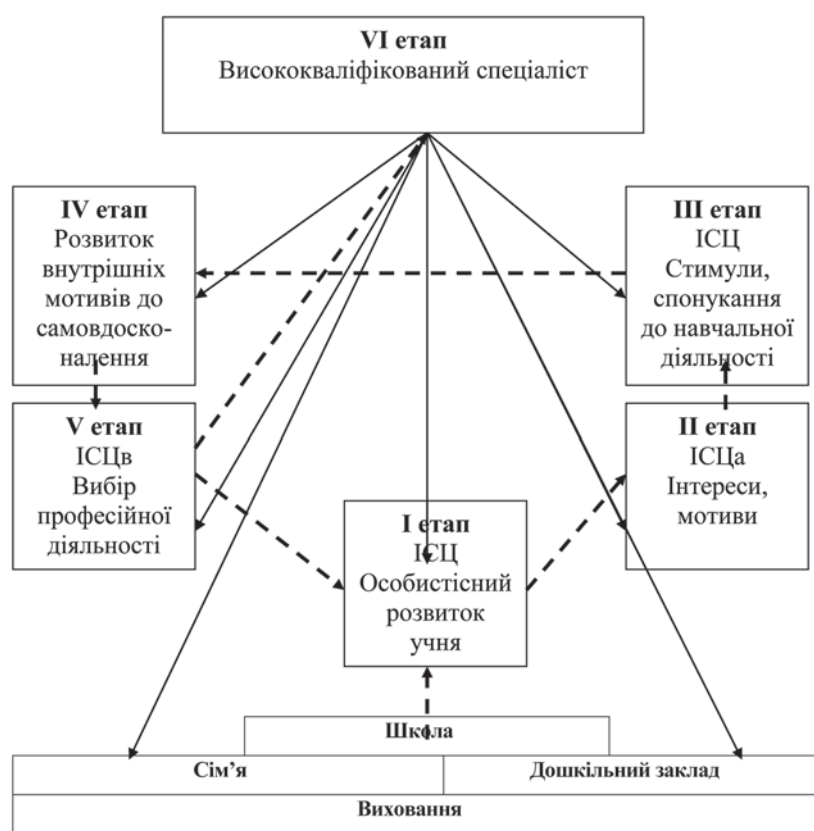 VI етап
Висококваліфікований спеціаліст
IV етап
Розвиток
внутрішніх
мотивів до
самовдоско-
налення
III етап
ІСЦ
Стимули,
спонукання
до навчальної
діяльності
V етап
ІСЦв
Вибір
професійної
діяльності
II етап
ІСЦа
Інтереси,
мотиви
I етап
ІСЦ
Особистісний
розвиток
учня
Школа
Сім’я
Дошкільний заклад
Виховання